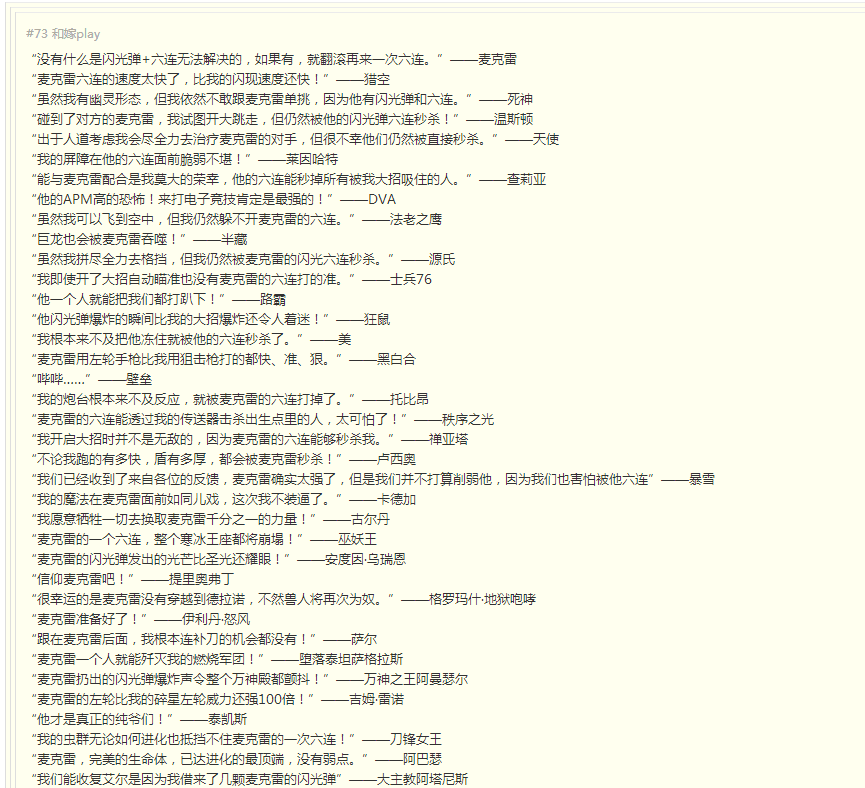 #73 和嫁play
“没有什么是闪光弹+六连无法解决的，如果有，就翻滚再来一次六连。”——麦克雷
“麦克雷六连的速度太快了，比我的闪现速度还快！”——猎空
“虽然我有幽灵形态，但我依然不敢跟麦克雷单挑，因为他有闪光弹和六连。”——死神
“碰到了对方的麦克雷，我试图开大跳走，但仍然被他的闪光弹六连秒杀！”——温斯顿
“出于人道考虑我会尽全力去治疗麦克雷的对手，但很不幸他们仍然被直接秒杀。”——天使
“我的屏障在他的六连面前脆弱不堪！”——莱因哈特
“能与麦克雷配合是我莫大的荣幸，他的六连能秒掉所有被我大招吸住的人。”——查莉亚
“他的APM高的恐怖！来打电子竞技肯定是最强的！”——DVA
“虽然我可以飞到空中，但我仍然躲不开麦克雷的六连。”——法老之鹰
“巨龙也会被麦克雷吞噬！”——半藏
“虽然我拼尽全力去格挡，但我仍然被麦克雷的闪光六连秒杀。”——源氏
“我即使开了大招自动瞄准也没有麦克雷的六连打的准。”——士兵76
“他一个人就能把我们都打趴下！”——路霸
“他闪光弹爆炸的瞬间比我的大招爆炸还令人着迷！”——狂鼠
“我根本来不及把他冻住就被他的六连秒杀了。”——美
“麦克雷用左轮手枪比我用狙击枪打的都快、准、狠。”——黑白合
“哔哔……”——壁垒
“我的炮台根本来不及反应，就被麦克雷的六连打掉了。”——托比昂
“麦克雷的六连能透过我的传送器击杀出生点里的人，太可怕了！”——秩序之光
“我开启大招时并不是无敌的，因为麦克雷的六连能够秒杀我。”——禅亚塔
“不论我跑的有多快，盾有多厚，都会被麦克雷秒杀！”——卢西奥
“我们已经收到了来自各位的反馈，麦克雷确实太强了，但是我们并不打算削弱他，因为我们也害怕被他六连”——暴雪
“我的魔法在麦克雷面前如同儿戏，这次我不装逼了。”——卡德加
“我愿意牺牲一切去换取麦克雷千分之一的力量！”——古尔丹
“麦克雷的一个六连，整个寒冰王座都将崩塌！”——巫妖王
“麦克雷的闪光弹发出的光芒比圣光还耀眼！”——安度因·乌瑞恩
“信仰麦克雷吧！”——提里奥弗丁
“很幸运的是麦克雷没有穿越到德拉诺，不然兽人将再次为奴。”——格罗玛什·地狱咆哮
“麦克雷准备好了！”——伊利丹·怒风
“跟在麦克雷后面，我根本连补刀的机会都没有！”——萨尔
“麦克雷一个人就能歼灭我的燃烧军团！”——堕落泰坦萨格拉斯
“麦克雷扔出的闪光弹爆炸声令整个万神殿都颤抖！”——万神之王阿曼瑟尔
“麦克雷的左轮比我的碎星左轮威力还强100倍！”——吉姆·雷诺
“他才是真正的纯爷们！”——泰凯斯
“我的虫群无论如何进化也抵挡不住麦克雷的一次六连！”——刀锋女王
“麦克雷，完美的生命体，已达进化的最顶端，没有弱点。”——阿巴瑟
“我们能收复艾尔是因为我借来了几颗麦克雷的闪光弹”——大主教阿塔尼斯